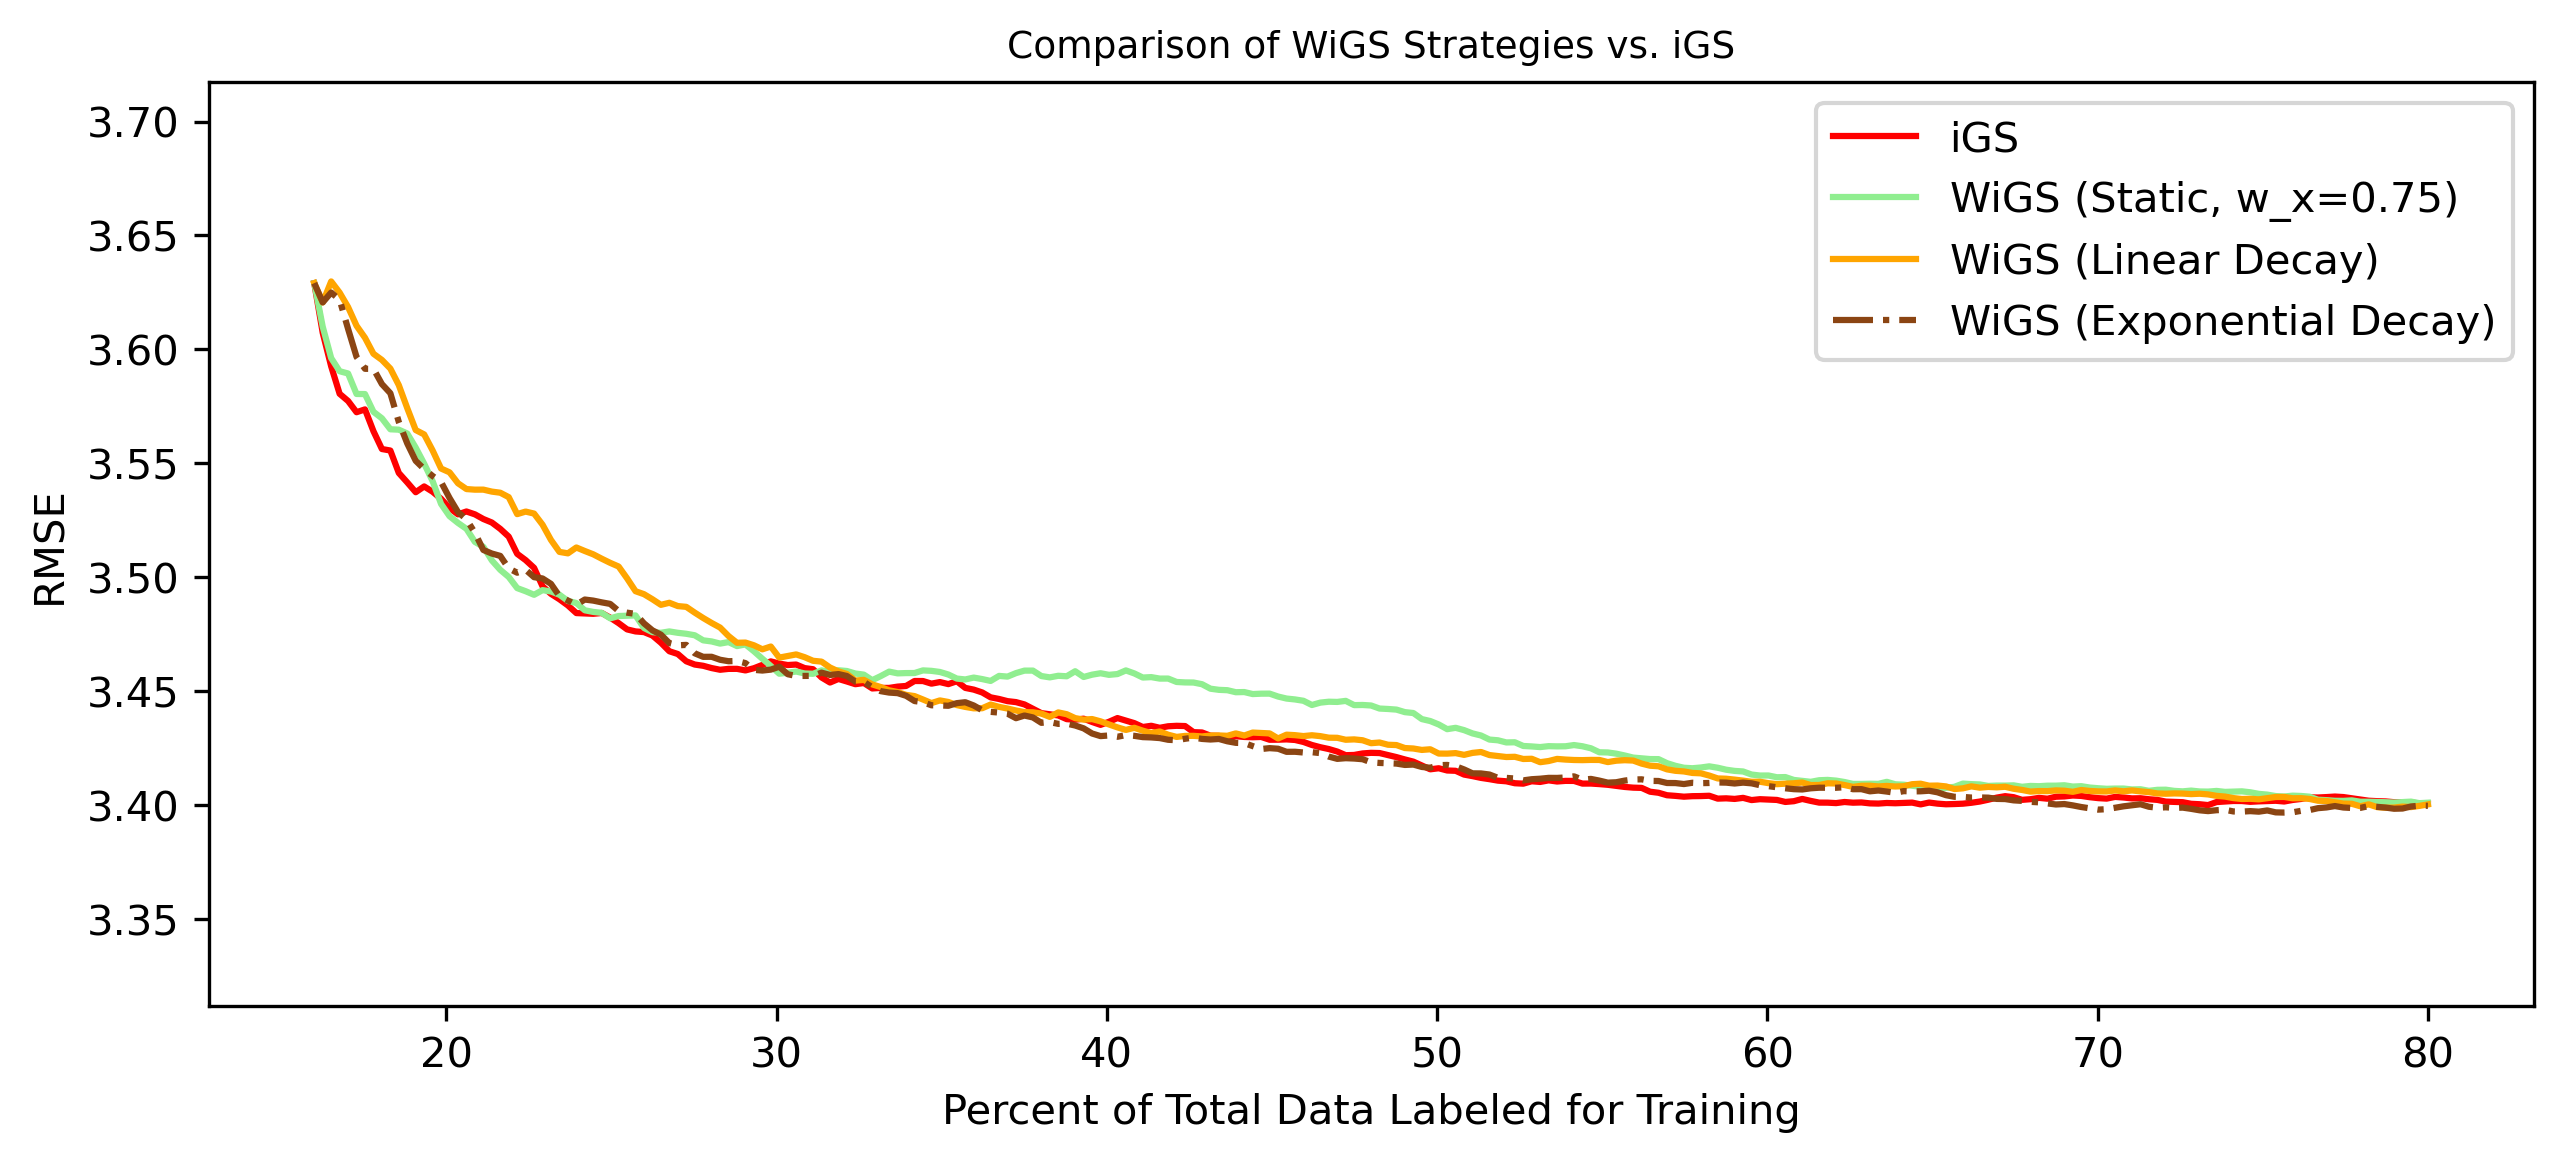 Comparison of WiGS Strategies vs. iGS
3.70
3.65
3.60
3.55
3.50
3.45
3.40
3.35
RMSE
iGS
WiGS (Static, w_x=0.75)
WiGS (Linear Decay)
WiGS (Exponential Decay)
20 30 40 50 60 70 80
Percent of Total Data Labeled for Training